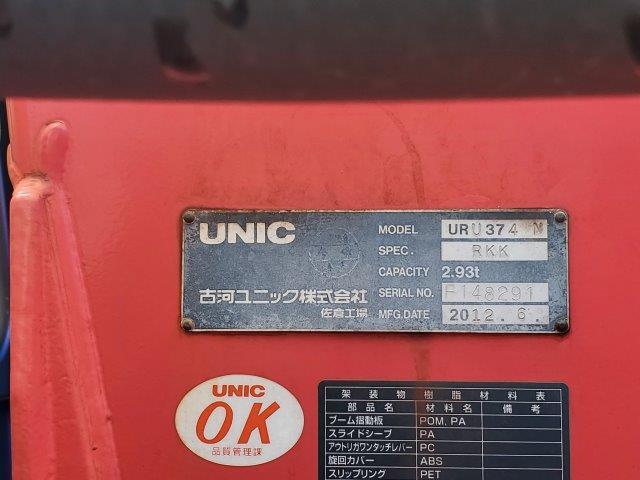 UNIC
MODEL URU374 N
SPEC. RKK
CAPACITY 2.93t
SERIAL NO. F148291
MFG.DATE 2012. 6.
古河ユニック株式会社
佐倉工場
UNIC
OK
品質管理課
架装物樹脂材料表
部品名 材料名 備考
ブーム摺動板 POM. PA
スライドシーブ PA
アウトリガワンタッチレバー PC
旋回カバー ABS
スリップリング PET